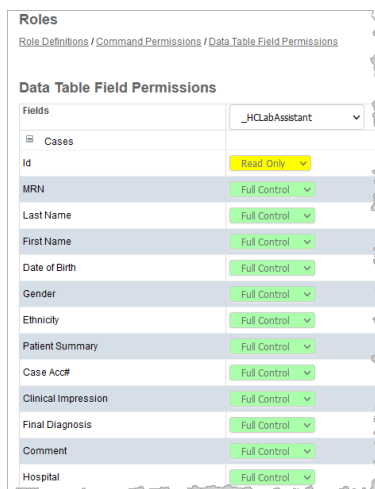 Roles
Role Definitions / Command Permissions / Data Table Field Permissions
Data Table Field Permissions
Fields _HCLabAssistant
Cases
Id Read Only
MRN Full Control
Last Name Full Control
First Name Full Control
Date of Birth Full Control
Gender Full Control
Ethnicity Full Control
Patient Summary Full Control
Case Acc# Full Control
Clinical Impression Full Control
Final Diagnosis Full Control
Comment Full Control
Hospital Full Control